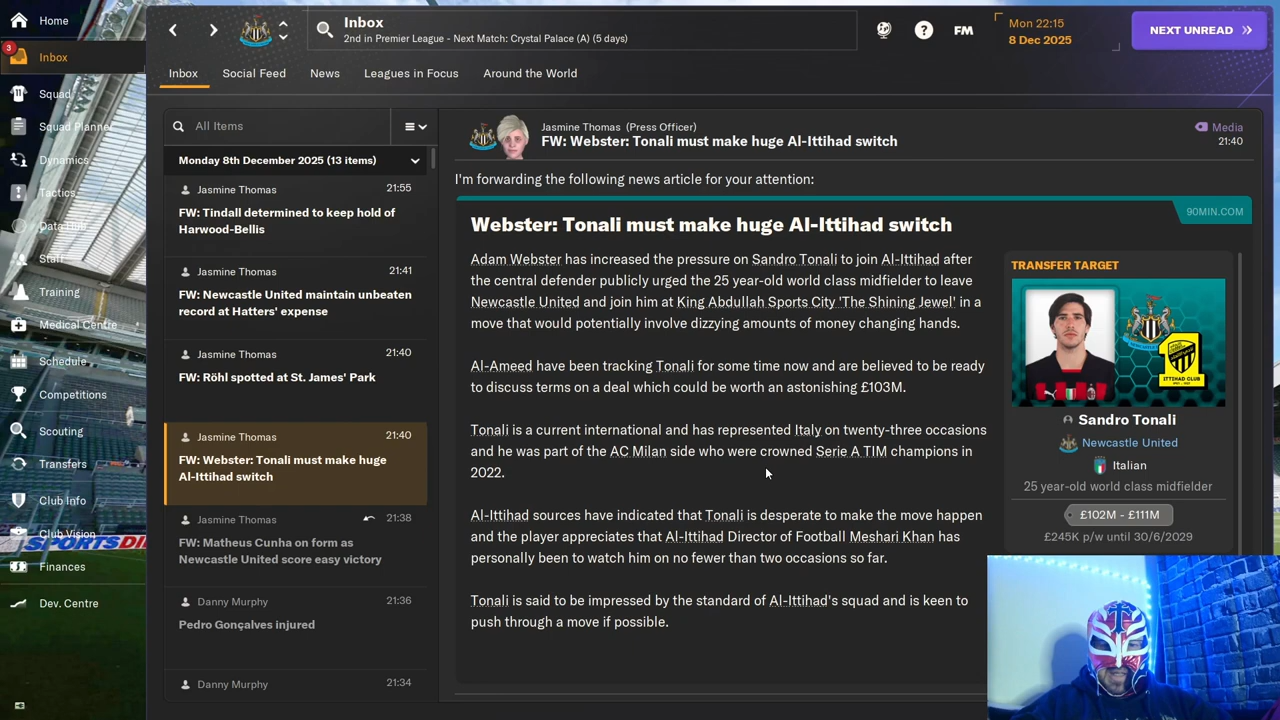 Home
3
Inbox
Squad
Squad Planner
Dynamics
Tactics
Data Hub
Staff
Training
Medical Centre
Schedule
Competitions
Scouting
Transfers
Club Info
Club Vision
SPORTS DI
Finances
Dev. Centre
Inbox
2nd in Premier League - Next Match: Crystal Palace (A) (5 days)
?
FM
Mon 22:15
8 Dec 2025
NEXT UNREAD
Inbox
Social Feed
News
Leagues in Focus
Around the World
All Items
Monday 8th December 2025 (13 items)
Jasmine Thomas 21:55
FW: Tindall determined to keep hold of
Harwood-Bellis
Jasmine Thomas 21:41
FW: Newcastle United maintain unbeaten
record at Hatters' expense
Jasmine Thomas 21:40
FW: Röhl spotted at St. James' Park
Jasmine Thomas 21:40
FW: Webster: Tonali must make huge
Al-Ittihad switch
Jasmine Thomas 21:38
FW: Matheus Cunha on form as
Newcastle United score easy victory
Danny Murphy 21:36
Pedro Gonçalves injured
Danny Murphy 21:34
Jasmine Thomas (Press Officer)
FW: Webster: Tonali must make huge Al-Ittihad switch
Media
21:40
I'm forwarding the following news article for your attention:
Webster: Tonali must make huge Al-Ittihad switch
90MIN.COM
Adam Webster has increased the pressure on Sandro Tonali to join Al-Ittihad after
the central defender publicly urged the 25 year-old world class midfielder to leave
Newcastle United and join him at King Abdullah Sports City 'The Shining Jewel' in a
move that would potentially involve dizzying amounts of money changing hands.
Al-Ameed have been tracking Tonali for some time now and are believed to be ready
to discuss terms on a deal which could be worth an astonishing £103M.
Tonali is a current international and has represented Italy on twenty-three occasions
and he was part of the AC Milan side who were crowned Serie A TIM champions in
2022.
Al-Ittihad sources have indicated that Tonali is desperate to make the move happen
and the player appreciates that Al-Ittihad Director of Football Meshari Khan has
personally been to watch him on no fewer than two occasions so far.
Tonali is said to be impressed by the standard of Al-Ittihad's squad and is keen to
push through a move if possible.
TRANSFER TARGET
ITTIHAD CLUB
Sandro Tonali
Newcastle United
Italian
25 year-old world class midfielder
£102M - £111M
£245K p/w until 30/6/2029